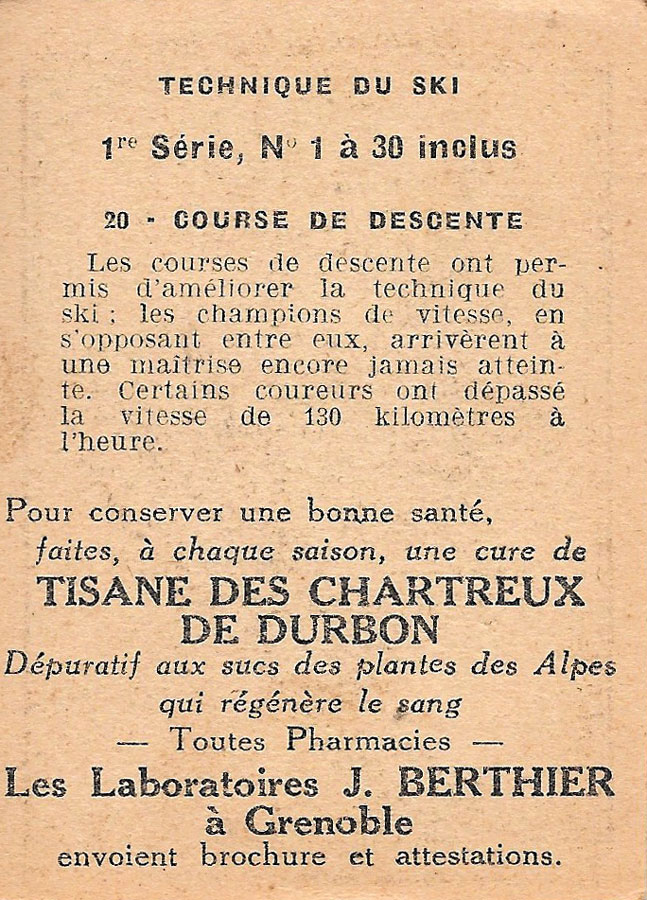 TECHNIQUE DU SKI
1re Série, No 1 à 30 inclus
20 - COURSE DE DESCENTE
Les courses de descente ont per-
mis d'améliorer la technique du
ski ; les champions de vitesse, en
s'opposant entre eux, arrivèrent à
une maîtrise encore jamais attein-
te. Certains coureurs ont dépassé
la vitesse de 130 kilomètres à
l'heure.
Pour conserver une bonne santé,
faites, à chaque saison, une cure de
TISANE DES CHARTREUX
DE DURBON
Dépuratif aux sucs des plantes des Alpes
qui régénère le sang
— Toutes Pharmacies —
Les Laboratoires J. BERTHIER
à Grenoble
envoient brochure et attestations.